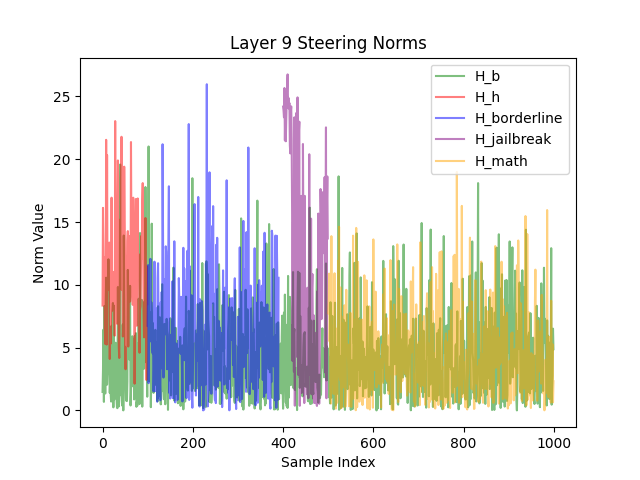 Layer 9 Steering Norms
H_b
H_h
H_borderline
H_jailbreak
H_math
Norm Value
25
20
15
10
5
0
0 200 400 600 800 1000
Sample Index